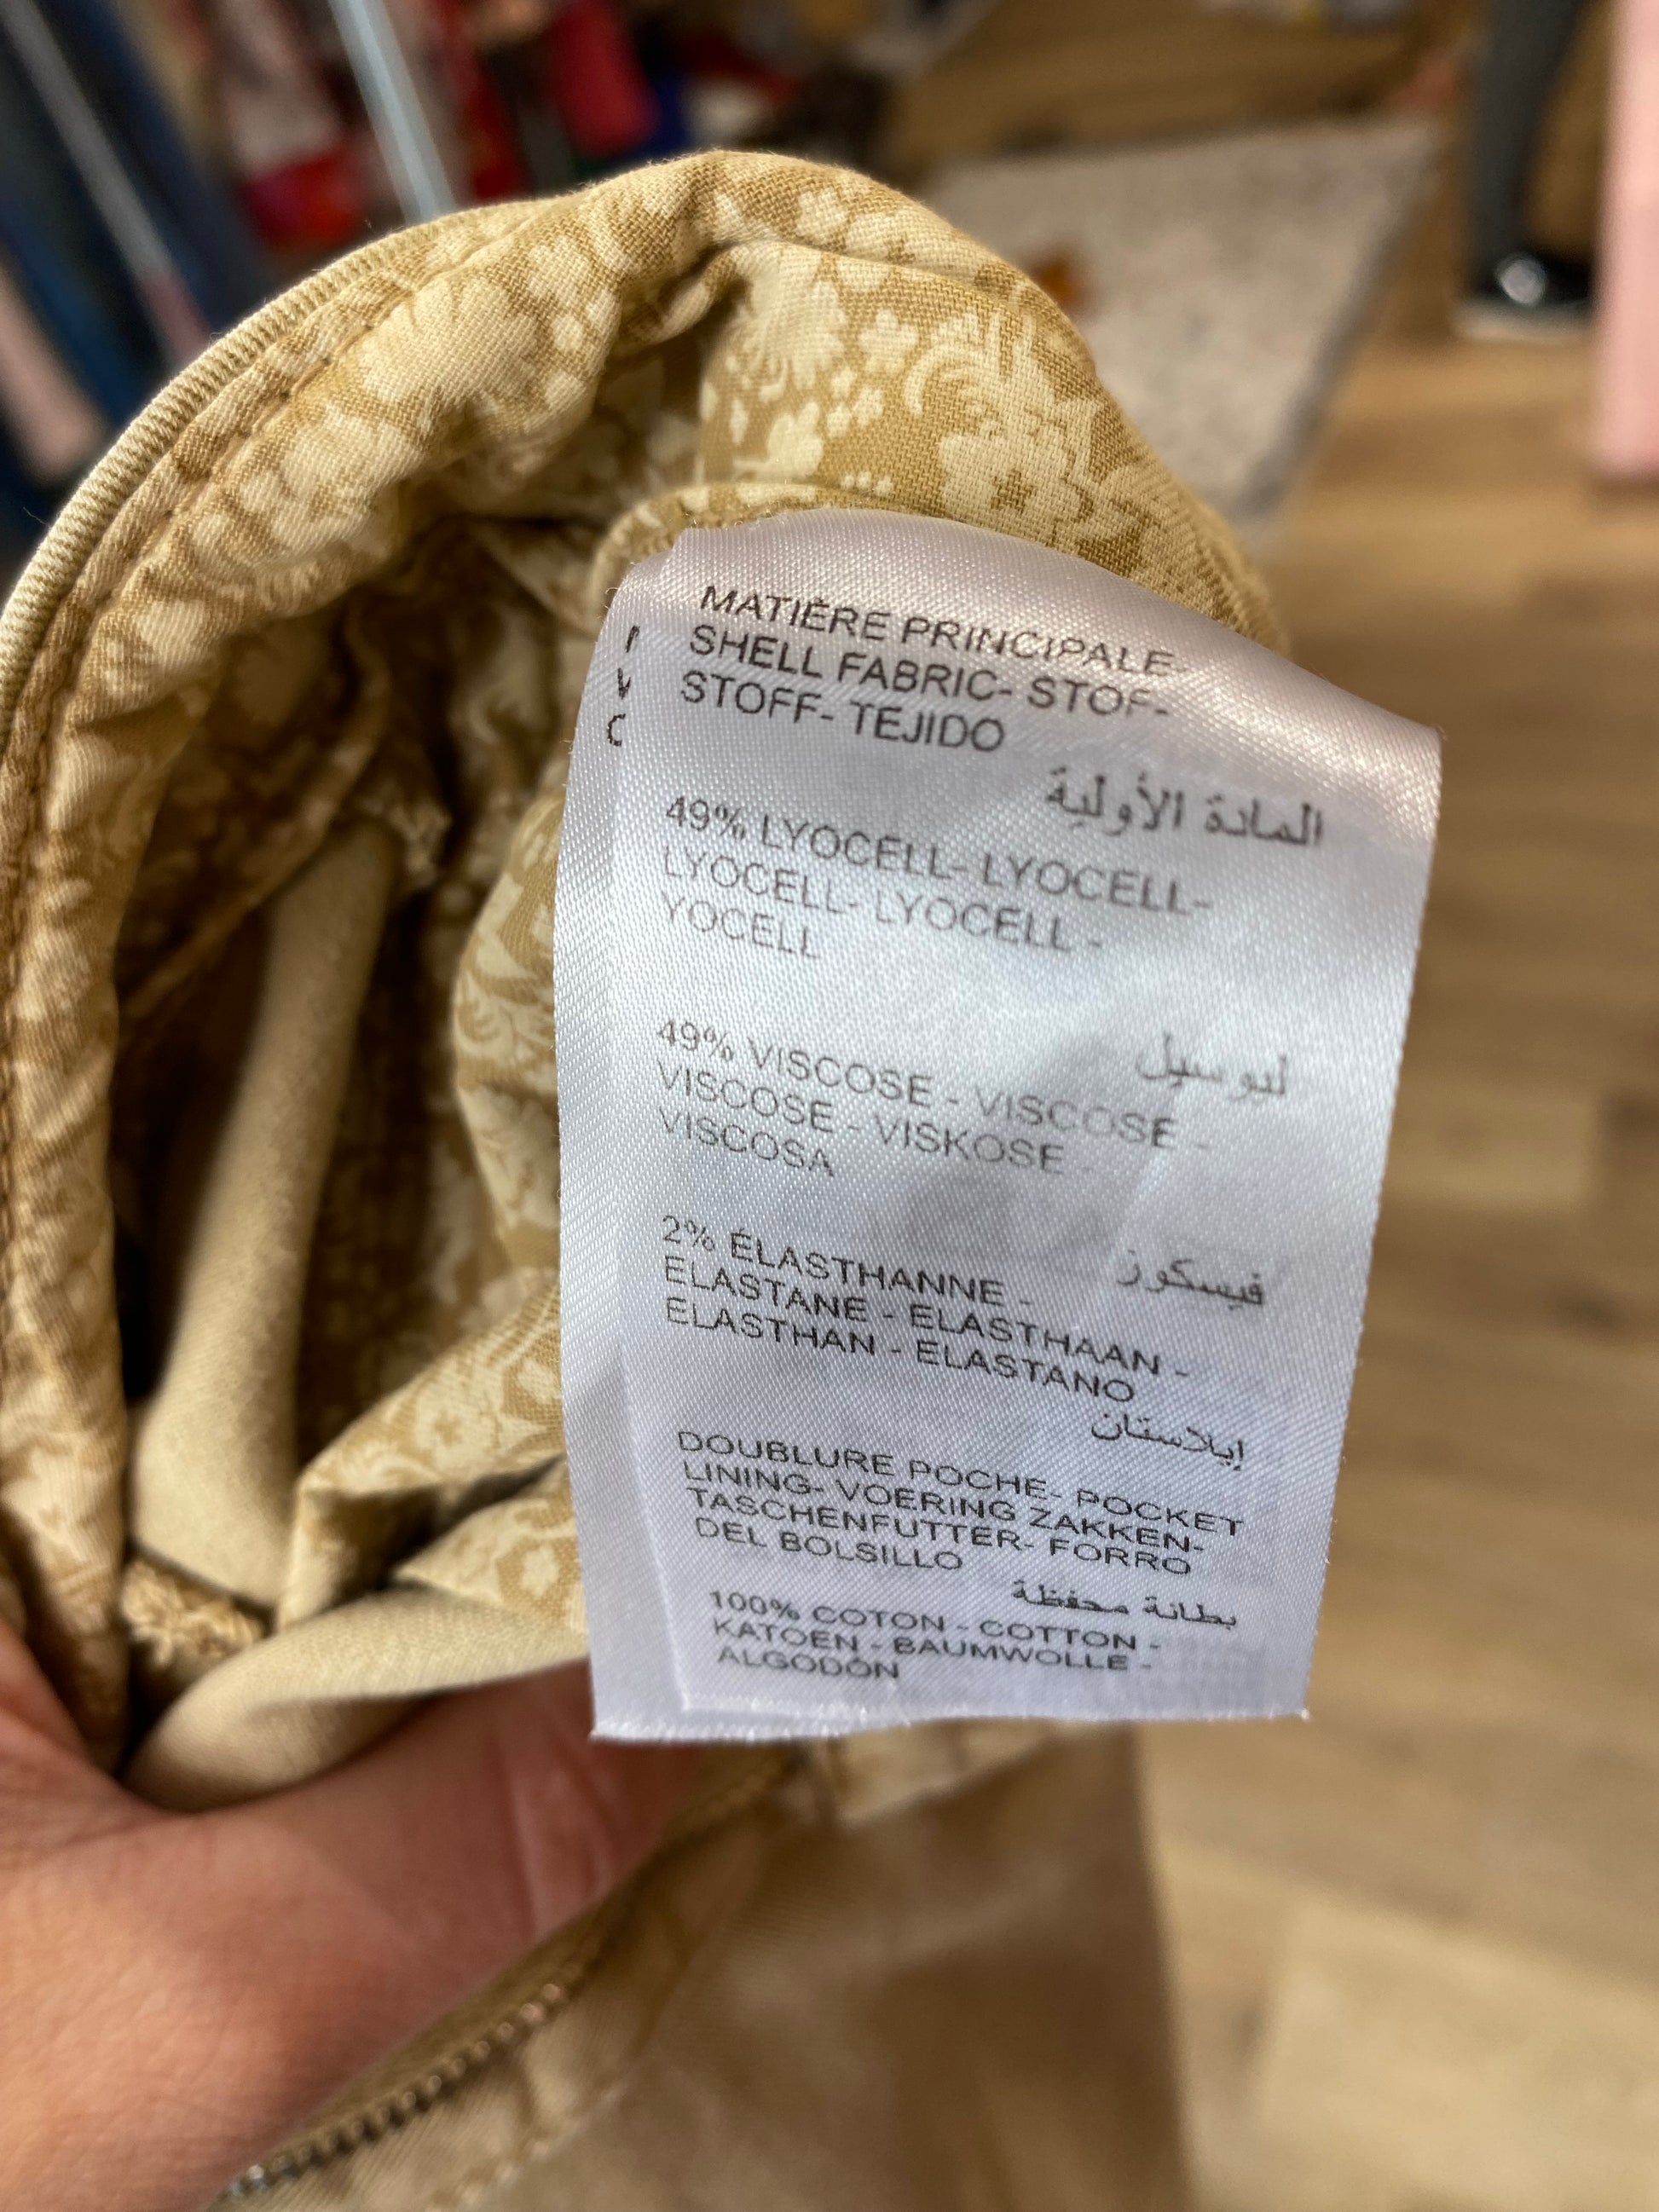 MATIÈRE PRINCIPALE-
SHELL FABRIC- STOF-
STOFF- TEJIDO
المادة الأولية
49% LYOCELL- LYOCELL-
LYOCELL- LYOCELL -
YOCELL
ليوسيل
49% VISCOSE - VISCOSE -
VISCOSE - VISKOSE -
VISCOSA
فيسكوز
2% ÉLASTHANNE -
ELASTANE - ELASTHAAN -
ELASTHAN - ELASTANO
إيلاستان
DOUBLURE POCHE- POCKET
LINING- VOERING ZAKKEN-
TASCHENFUTTER- FORRO
DEL BOLSILLO
بطانة محفظة
100% COTON - COTTON -
KATOEN - BAUMWOLLE -
ALGODÓN